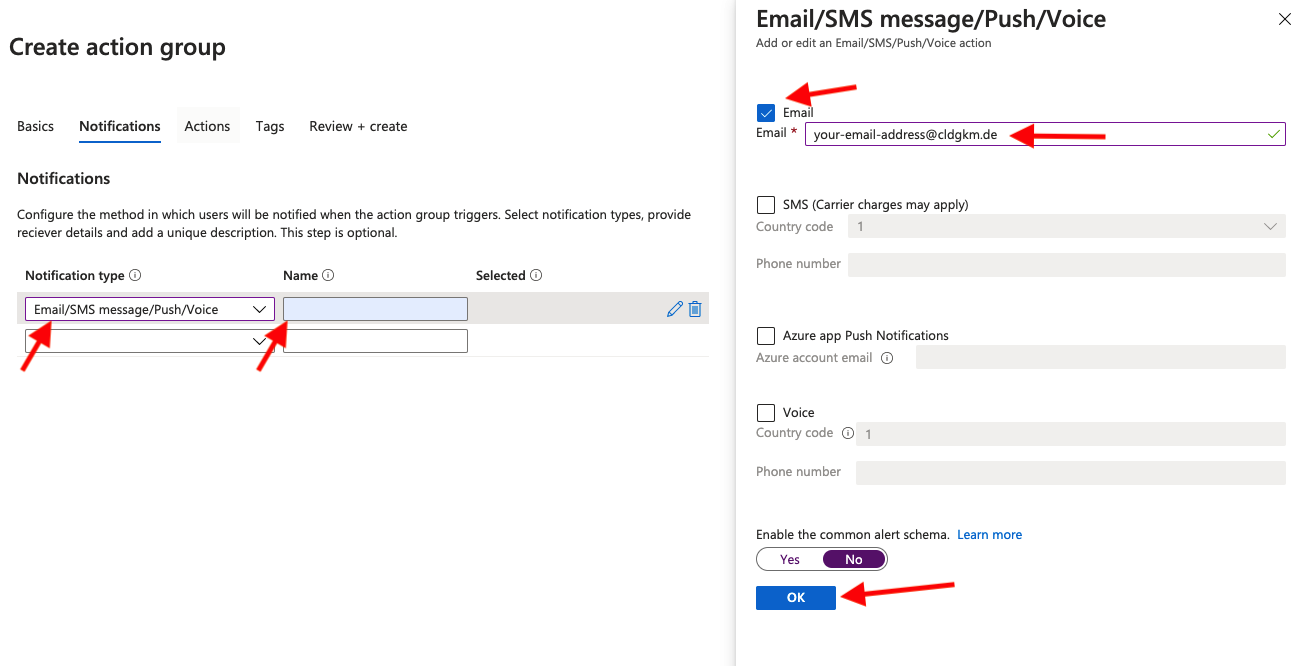 Create action group
Basics
Notifications
Actions
Tags
Review + create
Notifications
Configure the method in which users will be notified when the action group triggers. Select notification types, provide
reciever details and add a unique description. This step is optional.
Notification type
Name
Selected
Email/SMS message/Push/Voice
Email/SMS message/Push/Voice
Add or edit an Email/SMS/Push/Voice action
Email
Email *
your-email-address@cldgkm.de
SMS (Carrier charges may apply)
Country code
1
Phone number
Azure app Push Notifications
Azure account email
Voice
Country code
1
Phone number
Enable the common alert schema. Learn more
Yes
No
OK